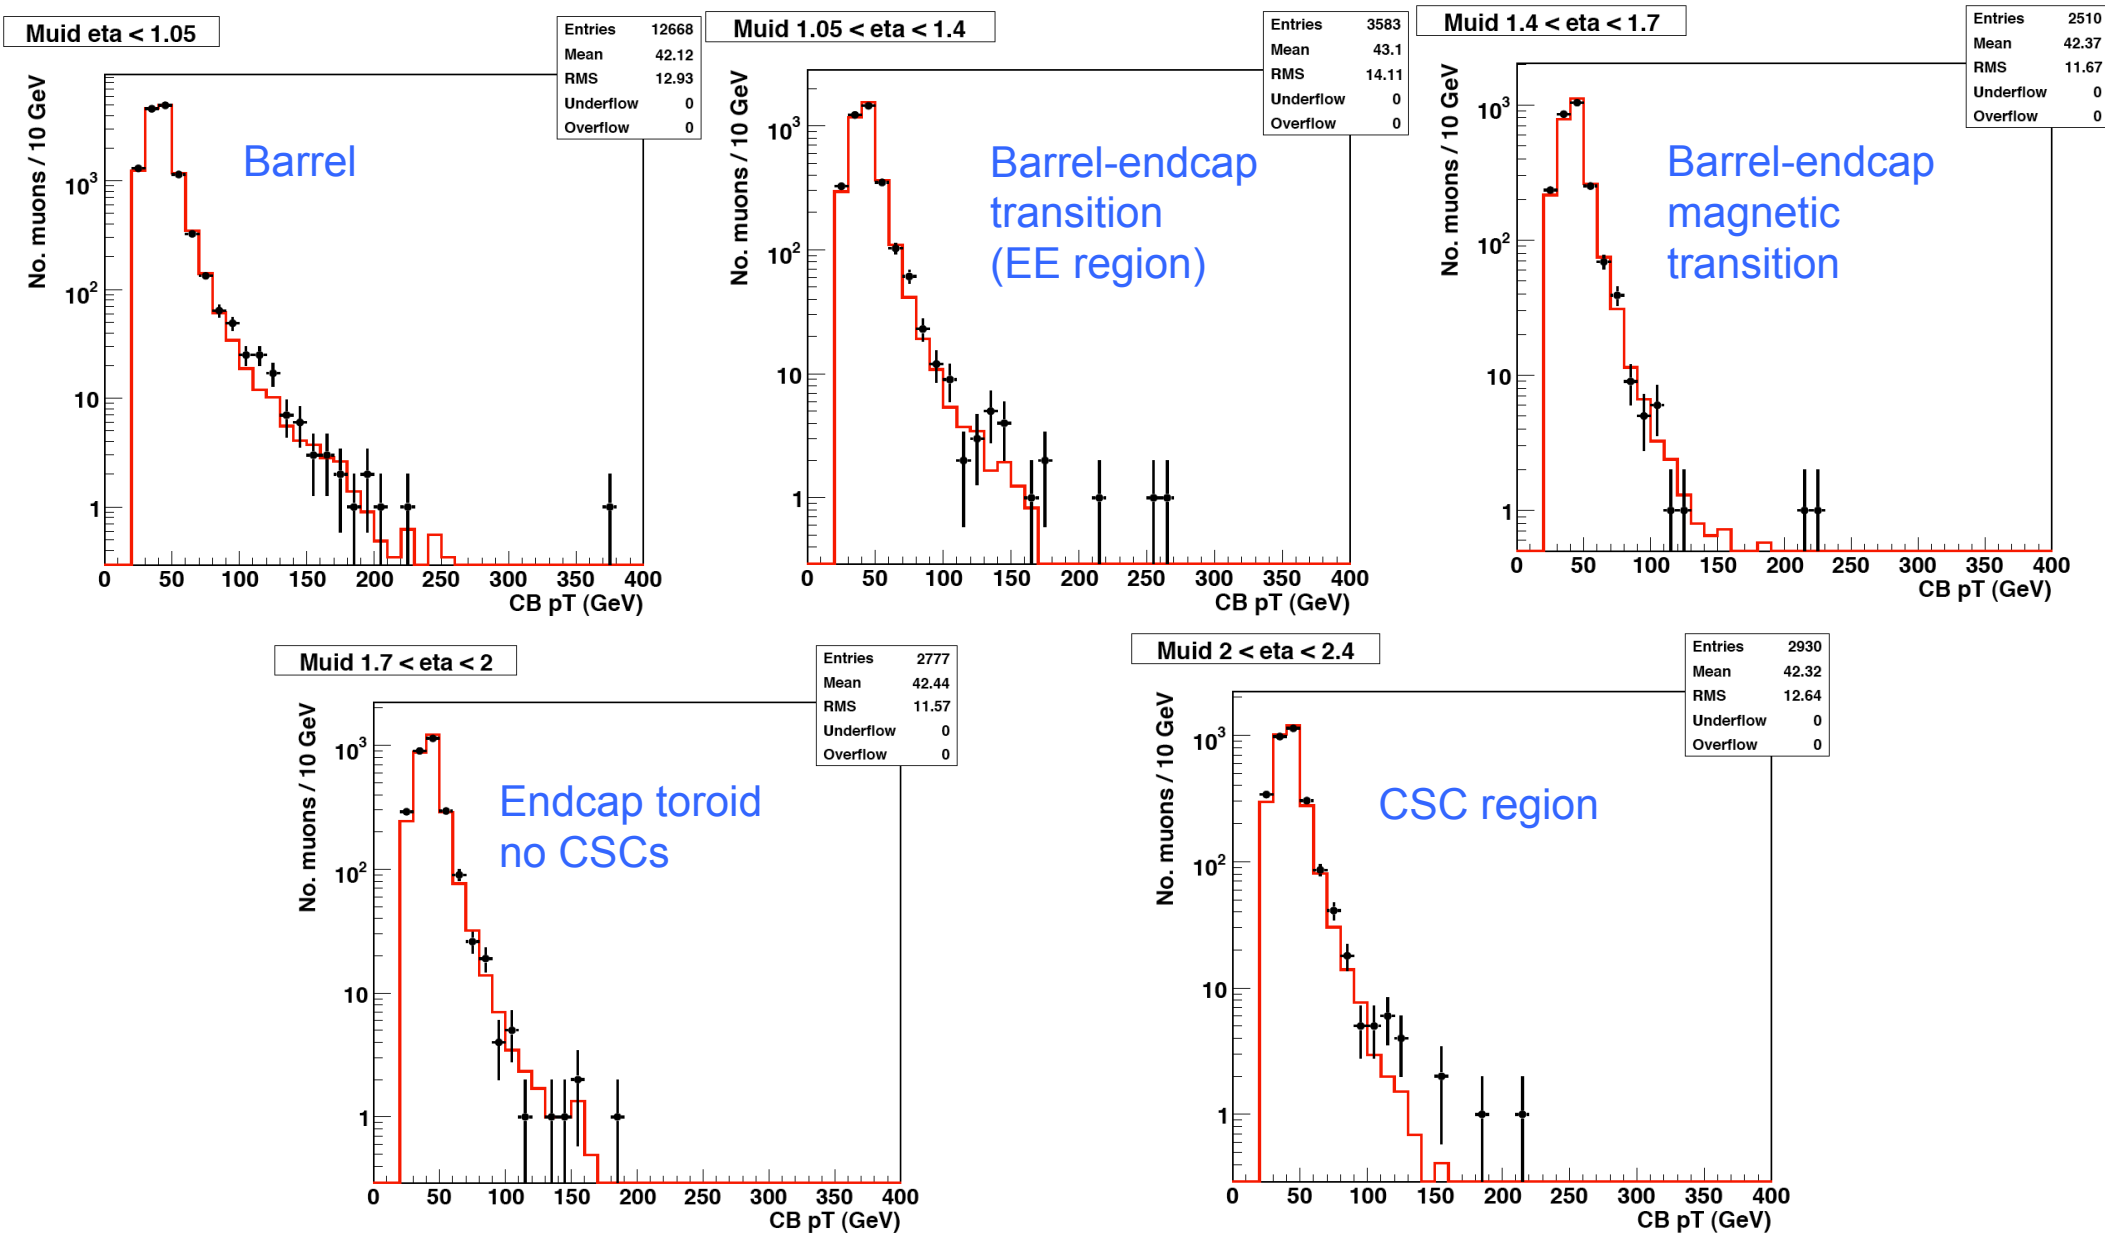 Muid eta < 1.05
Entries 12668
Mean 42.12
RMS 12.93
Underflow 0
Overflow 0
No. muons / 10 GeV
Barrel
10³
10²
10
1
0 50 100 150 200 250 300 350 400
CB pT (GeV)
Muid 1.05 < eta < 1.4
Entries 3583
Mean 43.1
RMS 14.11
Underflow 0
Overflow 0
No. muons / 10 GeV
Barrel-endcap
transition
(EE region)
10³
10²
10
1
0 50 100 150 200 250 300 350 400
CB pT (GeV)
Muid 1.4 < eta < 1.7
Entries 2510
Mean 42.37
RMS 11.67
Underflow 0
Overflow 0
No. muons / 10 GeV
Barrel-endcap
magnetic
transition
10³
10²
10
1
0 50 100 150 200 250 300 350 400
CB pT (GeV)
Muid 1.7 < eta < 2
Entries 2777
Mean 42.44
RMS 11.57
Underflow 0
Overflow 0
No. muons / 10 GeV
Endcap toroid
no CSCs
10³
10²
10
1
0 50 100 150 200 250 300 350 400
CB pT (GeV)
Muid 2 < eta < 2.4
Entries 2930
Mean 42.32
RMS 12.64
Underflow 0
Overflow 0
No. muons / 10 GeV
CSC region
10³
10²
10
1
0 50 100 150 200 250 300 350 400
CB pT (GeV)